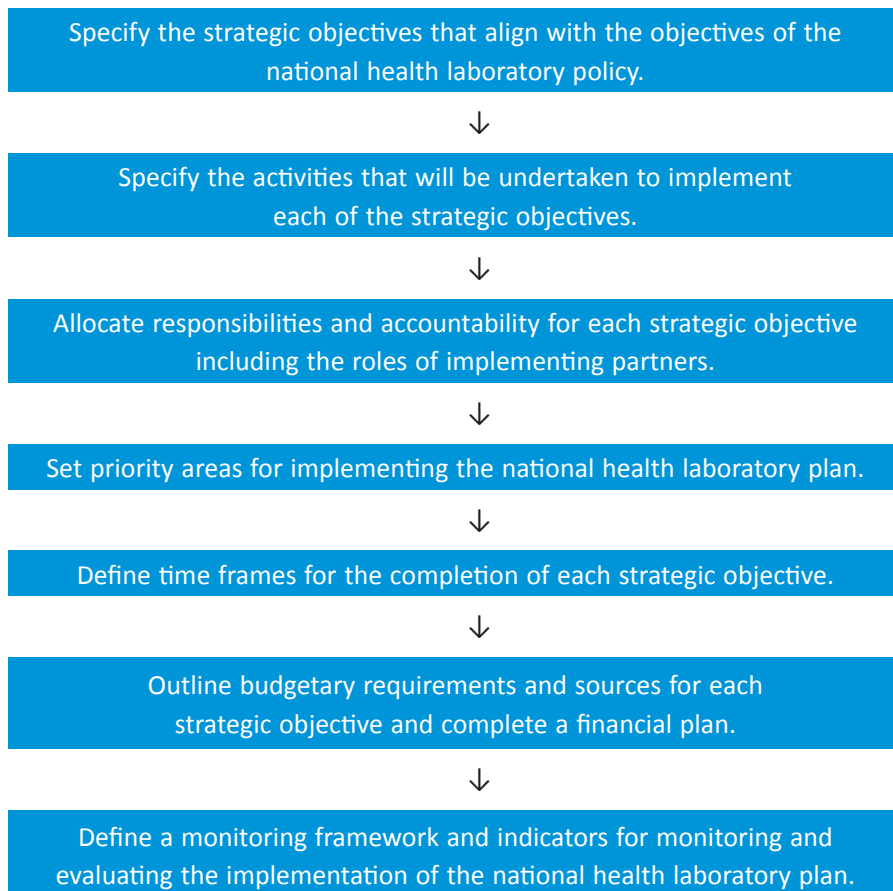 Specify the strategic objectives that align with the objectives of the
national health laboratory policy.
↓
Specify the activities that will be undertaken to implement
each of the strategic objectives.
↓
Allocate responsibilities and accountability for each strategic objective
including the roles of implementing partners.
↓
Set priority areas for implementing the national health laboratory plan.
↓
Define time frames for the completion of each strategic objective.
↓
Outline budgetary requirements and sources for each
strategic objective and complete a financial plan.
↓
Define a monitoring framework and indicators for monitoring and
evaluating the implementation of the national health laboratory plan.